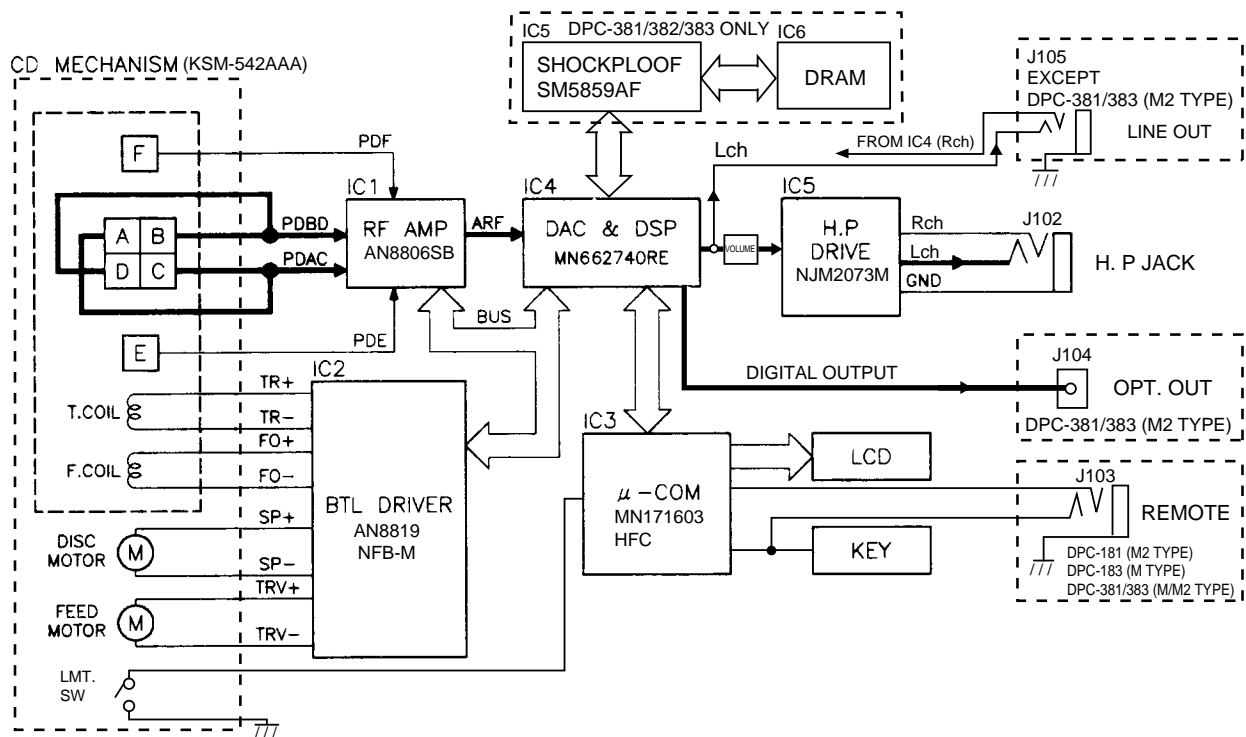 CD MECHANISM (KSM-542AAA)
F
PDF
A B
D C
PDBD
PDAC
E
PDE
IC1
RF AMP
AN8806SB
ARF
IC5 DPC-381/382/383 ONLY IC6
SHOCKPLOOF
SM5859AF
DRAM
IC4
DAC & DSP
MN662740RE
BUS
Lch
FROM IC4 (Rch)
VOLUME
IC5
H.P
DRIVE
NJM2073M
Rch
Lch
GND
J102
H. P JACK
J105
EXCEPT
DPC-381/383 (M2 TYPE)
LINE OUT
DIGITAL OUTPUT
J104
OPT. OUT
DPC-381/383 (M2 TYPE)
T.COIL
TR+
TR-
F.COIL
FO+
FO-
DISC
MOTOR
M
SP+
SP-
FEED
MOTOR
M
TRV+
TRV-
LMT.
SW
IC2
BTL DRIVER
AN8819
NFB-M
IC3
μ-COM
MN171603
HFC
LCD
KEY
J103
REMOTE
DPC-181 (M2 TYPE)
DPC-183 (M TYPE)
DPC-381/383 (M/M2 TYPE)